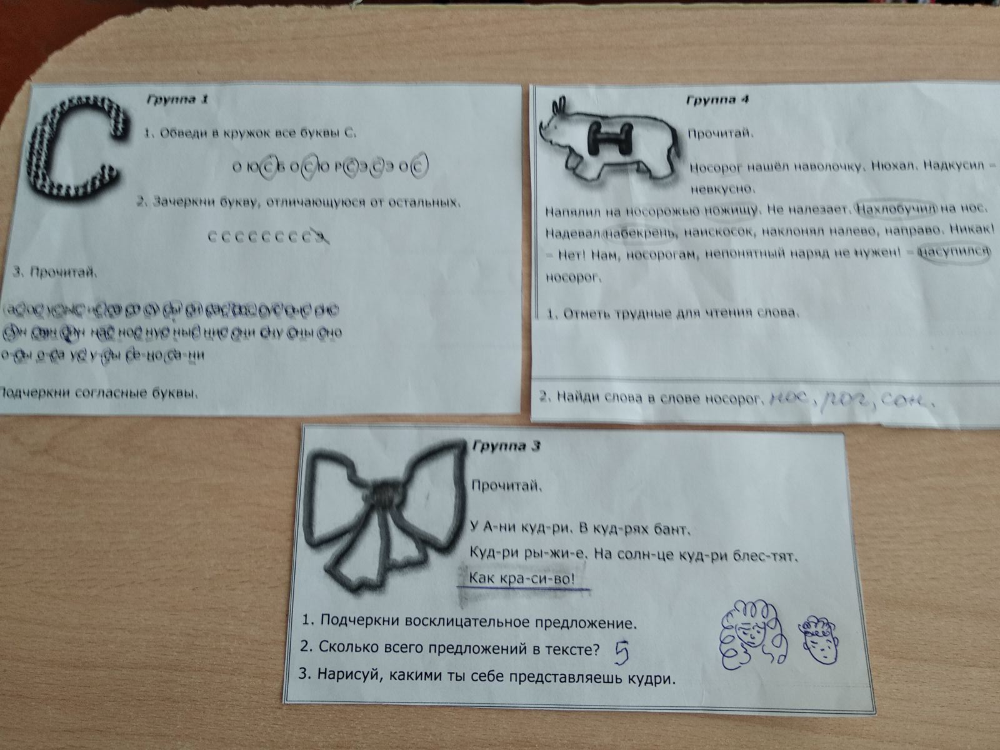 Группа 1
1. Обведи в кружок все буквы С.
О Ю С Б О С Ю Р С Э С Э О С
2. Зачеркни букву, отличающуюся от остальных.
С С С С С С С С Э
3. Прочитай.
ас ос ус ыс ис са со су сы си сас сос сус сыс сис
сан сын нас нос нус ныс нис сни сну сны сно
о-сы о-са ус у-сы се-но са-ни
Подчеркни согласные буквы.
Группа 4
Н
Прочитай.
Носорог нашёл наволочку. Нюхал. Надкусил –
невкусно.
Напялил на носорожью ножищу. Не налезает. Нахлобучил на нос.
Надевал набекрень, наискосок, наклонял налево, направо. Никак!
– Нет! Нам, носорогам, непонятный наряд не нужен! – насупился
носорог.
1. Отметь трудные для чтения слова.
2. Найди слова в слове носорог. нос, рог, сон.
Группа 3
Прочитай.
У А-ни куд-ри. В куд-рях бант.
Куд-ри ры-жи-е. На солн-це куд-ри блес-тят.
Как кра-си-во!
1. Подчеркни восклицательное предложение.
2. Сколько всего предложений в тексте? 5
3. Нарисуй, какими ты себе представляешь кудри.